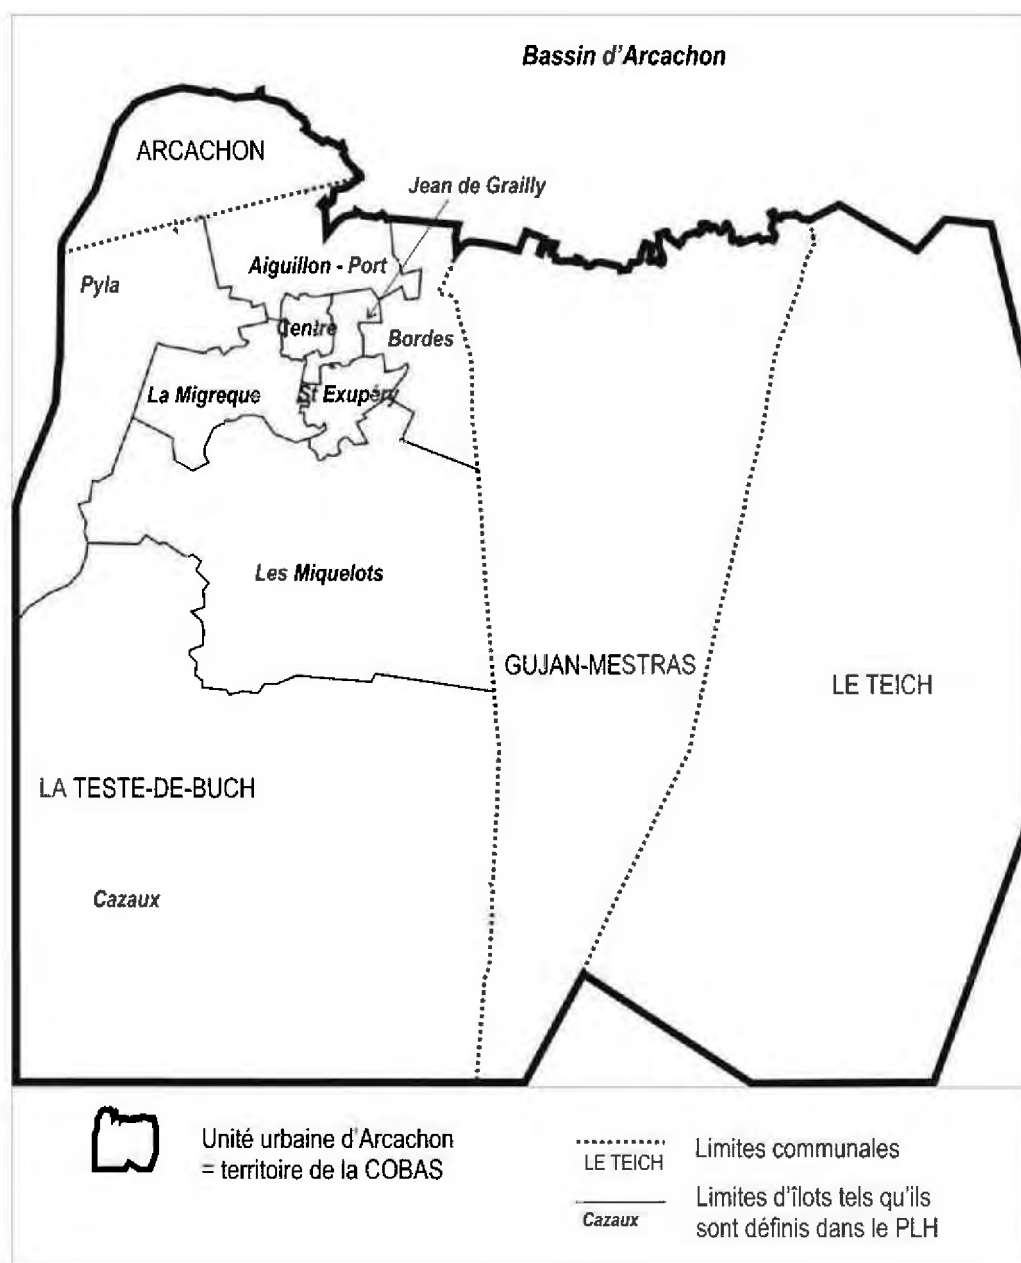 Bassin d'Arcachon
ARCACHON
Jean de Grailly
Aiguillon - Port
Pyla
Centre
Bordes
La Migreque
St Exupéry
Les Miquelots
GUJAN-MESTRAS
LE TEICH
LA TESTE-DE-BUCH
Cazaux
Unité urbaine d'Arcachon
= territoire de la COBAS
LE TEICH
Limites communales
Cazaux
Limites d'îlots tels qu'ils
sont définis dans le PLH